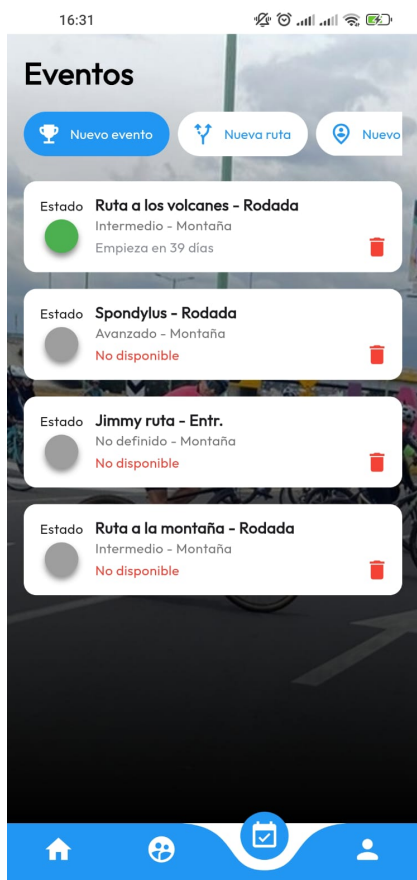 16:31
Eventos
Nuevo evento
Nueva ruta
Nuevo
Estado
Ruta a los volcanes - Rodada
Intermedio - Montaña
Empieza en 39 días
Estado
Spondylus - Rodada
Avanzado - Montaña
No disponible
Estado
Jimmy ruta - Entr.
No definido - Montaña
No disponible
Estado
Ruta a la montaña - Rodada
Intermedio - Montaña
No disponible